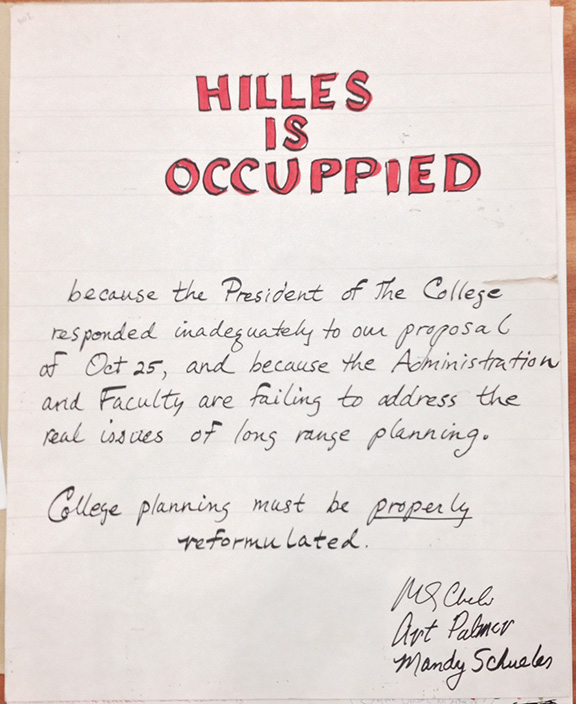 HILLES
IS
OCCUPPIED
because the President of The College
responded inadequately to our proposal
of Oct 25, and because the Administration
and Faculty are failing to address the
real issues of long range planning.
College planning must be properly
reformulated.
Art Palmer
Mandy Schueler